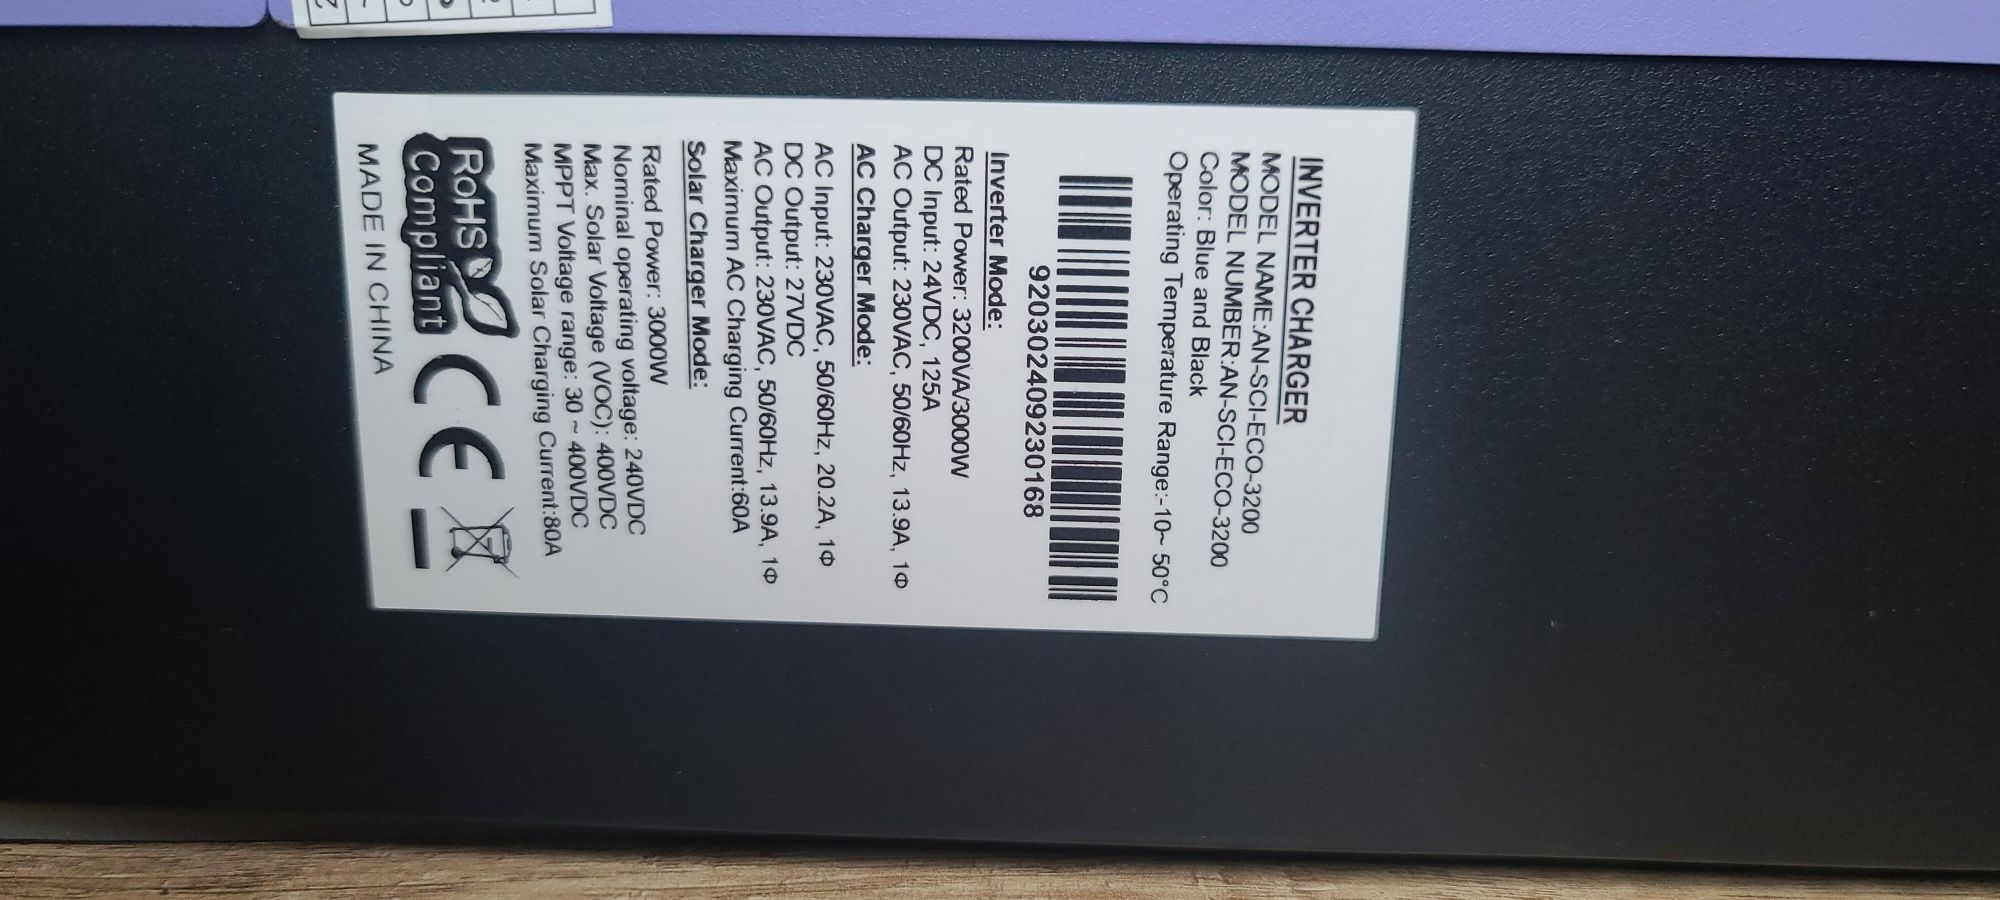 INVERTER CHARGER
MODEL NAME:AN-SCI-ECO-3200
MODEL NUMBER:AN-SCI-ECO-3200
Color: Blue and Black
Operating Temperature Range:-10~ 50°C
92030240923​0168
Inverter Mode:
Rated Power: 3200VA/3000W
DC Input: 24VDC, 125A
AC Output: 230VAC, 50/60Hz, 13.9A, 1Φ
AC Charger Mode:
AC Input: 230VAC, 50/60Hz, 20.2A, 1Φ
DC Output: 27VDC
AC Output: 230VAC, 50/60Hz, 13.9A, 1Φ
Maximum AC Charging Current:60A
Solar Charger Mode:
Rated Power: 3000W
Nominal operating voltage: 240VDC
Max. Solar Voltage (VOC): 400VDC
MPPT Voltage range: 30 ~ 400VDC
Maximum Solar Charging Current:80A
RoHS
Compliant
CE
MADE IN CHINA